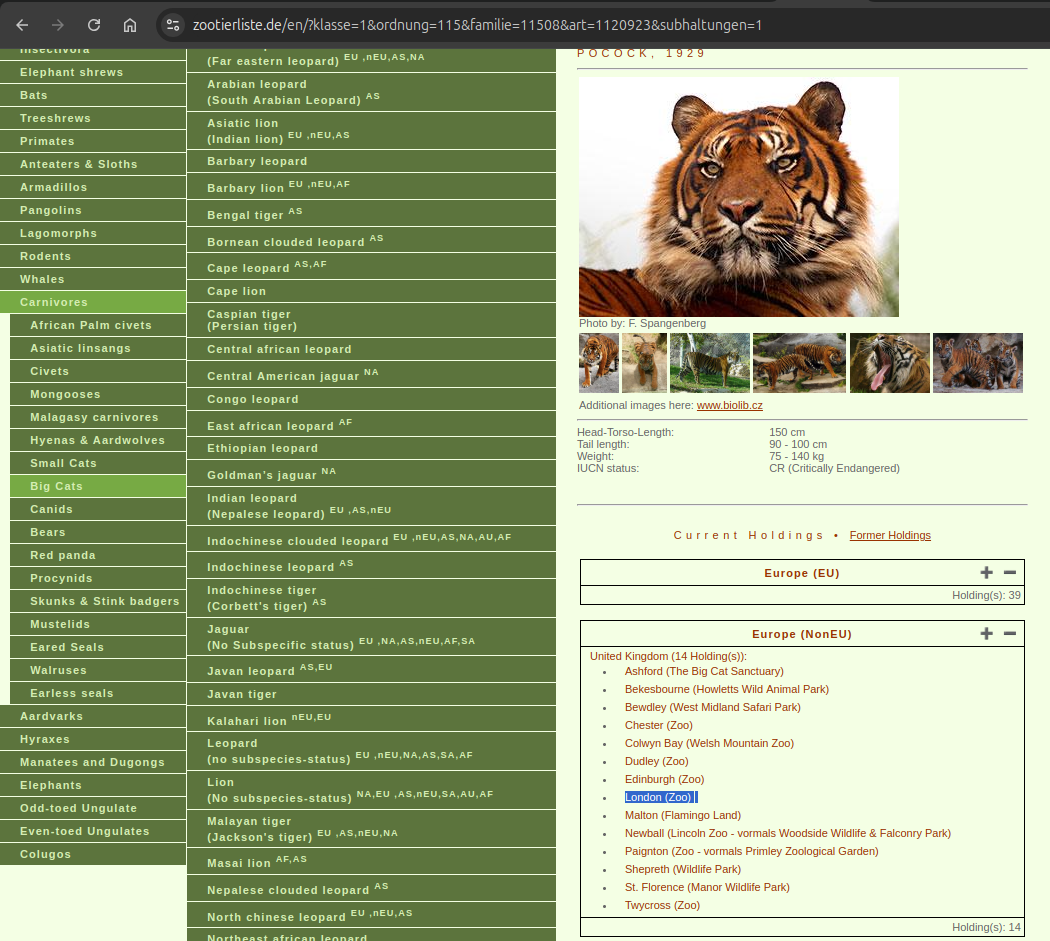 zootierliste.de/en/?klasse=1&ordnung=115&familie=11508&art=1120923&subhaltungen=1
Insectivora
Elephant shrews
Bats
Treeshrews
Primates
Anteaters & Sloths
Armadillos
Pangolins
Lagomorphs
Rodents
Whales
Carnivores
African Palm civets
Asiatic linsangs
Civets
Mongooses
Malagasy carnivores
Hyenas & Aardwolves
Small Cats
Big Cats
Canids
Bears
Red panda
Procynids
Skunks & Stink badgers
Mustelids
Eared Seals
Walruses
Earless seals
Aardvarks
Hyraxes
Manatees and Dugongs
Elephants
Odd-toed Ungulate
Even-toed Ungulates
Colugos
(Far eastern leopard) EU ,nEU,AS,NA
Arabian leopard
(South Arabian Leopard) AS
Asiatic lion
(Indian lion) EU ,nEU,AS
Barbary leopard
Barbary lion EU ,nEU,AF
Bengal tiger AS
Bornean clouded leopard AS
Cape leopard AS,AF
Cape lion
Caspian tiger
(Persian tiger)
Central african leopard
Central American jaguar NA
Congo leopard
East african leopard AF
Ethiopian leopard
Goldman's jaguar NA
Indian leopard
(Nepalese leopard) EU ,AS,nEU
Indochinese clouded leopard EU ,nEU,AS,NA,AU,AF
Indochinese leopard AS
Indochinese tiger
(Corbett's tiger) AS
Jaguar
(No Subspecific status) EU ,NA,AS,nEU,AF,SA
Javan leopard AS,EU
Javan tiger
Kalahari lion nEU,EU
Leopard
(no subspecies-status) EU ,nEU,NA,AS,SA,AF
Lion
(No subspecies-status) NA,EU ,AS,nEU,SA,AU,AF
Malayan tiger
(Jackson's tiger) EU ,AS,nEU,NA
Masai lion AF,AS
Nepalese clouded leopard AS
North chinese leopard EU ,nEU,AS
Northeast african leopard
POCOCK, 1929
Photo by: F. Spangenberg
Additional images here: www.biolib.cz
Head-Torso-Length: 150 cm
Tail length: 90 - 100 cm
Weight: 75 - 140 kg
IUCN status: CR (Critically Endangered)
Current Holdings • Former Holdings
Europe (EU)
Holding(s): 39
Europe (NonEU)
United Kingdom (14 Holding(s)):
Ashford (The Big Cat Sanctuary)
Bekesbourne (Howletts Wild Animal Park)
Bewdley (West Midland Safari Park)
Chester (Zoo)
Colwyn Bay (Welsh Mountain Zoo)
Dudley (Zoo)
Edinburgh (Zoo)
London (Zoo) |
Malton (Flamingo Land)
Newball (Lincoln Zoo - vormals Woodside Wildlife & Falconry Park)
Paignton (Zoo - vormals Primley Zoological Garden)
Shepreth (Wildlife Park)
St. Florence (Manor Wildlife Park)
Twycross (Zoo)
Holding(s): 14